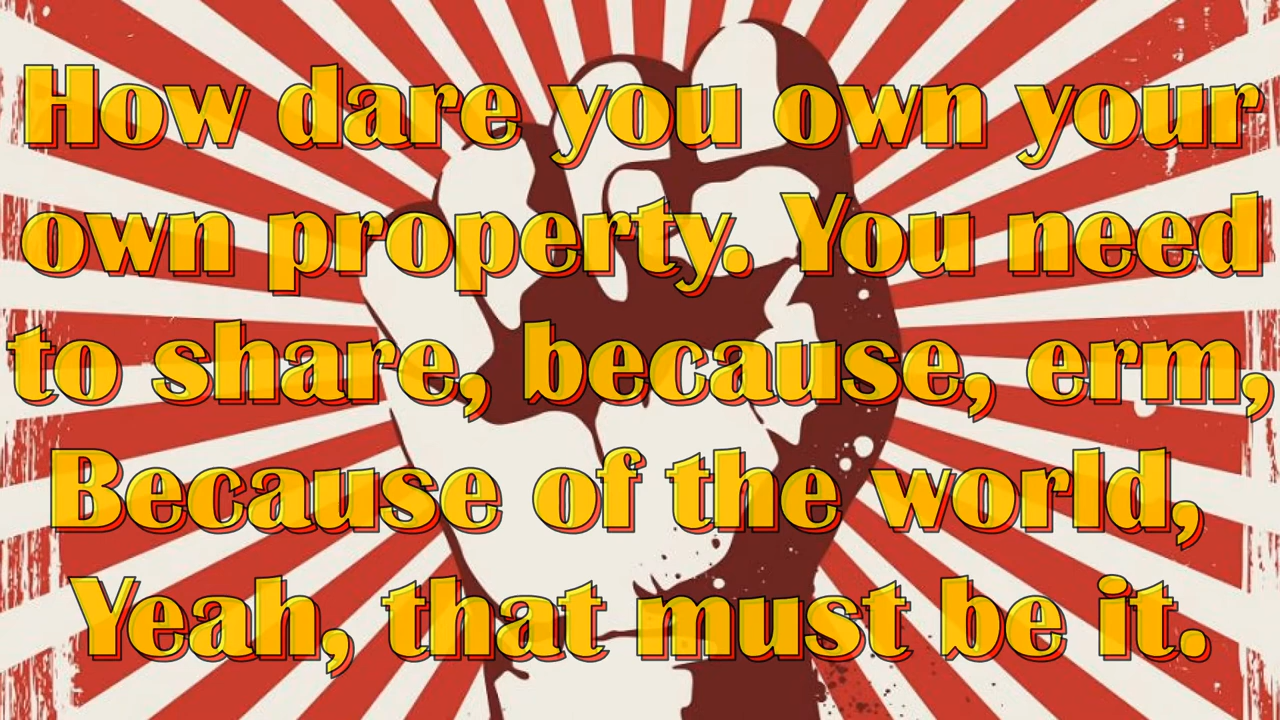 How dare you own your
own property. You need
to share, because, erm,
Because of the world,
Yeah, that must be it.